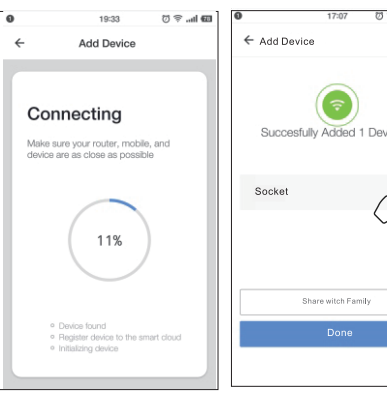 19:33
78
Add Device
Connecting
Make sure your router, mobile, and
device are as close as possible
11%
Device found
Register device to the smart cloud
Initializing device
17:07
Add Device
Succesfully Added 1 Dev
Socket
Share witch Family
Done